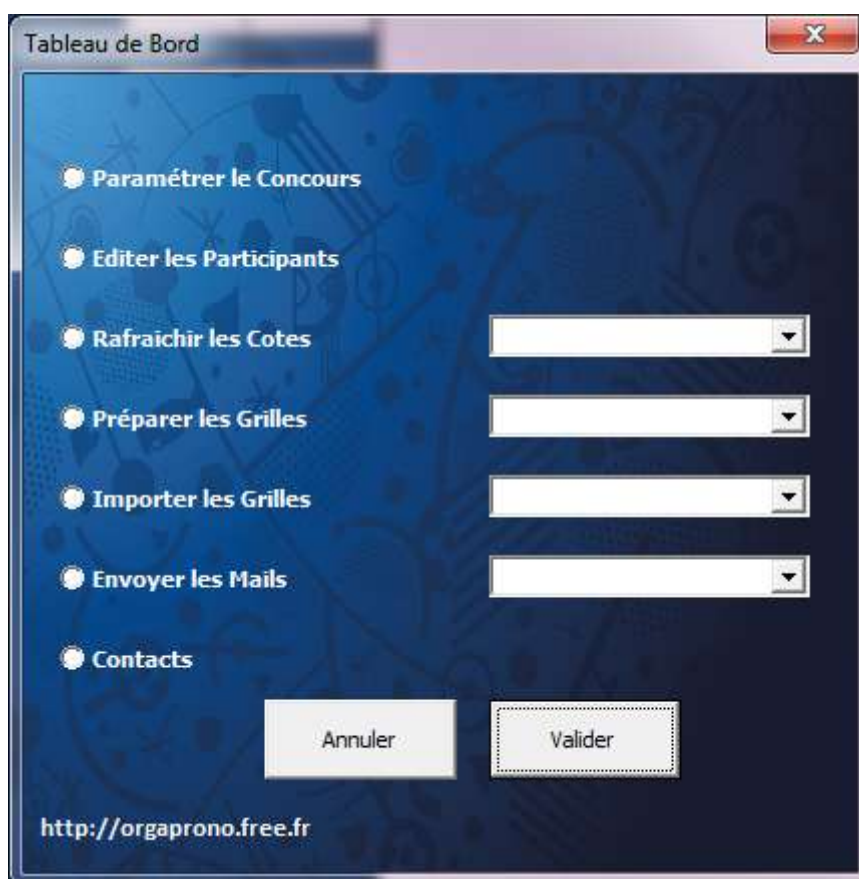 Tableau de Bord
Paramétrer le Concours
Editer les Participants
Rafraichir les Cotes
Préparer les Grilles
Importer les Grilles
Envoyer les Mails
Contacts
Annuler
Valider
http://orgaprono.free.fr